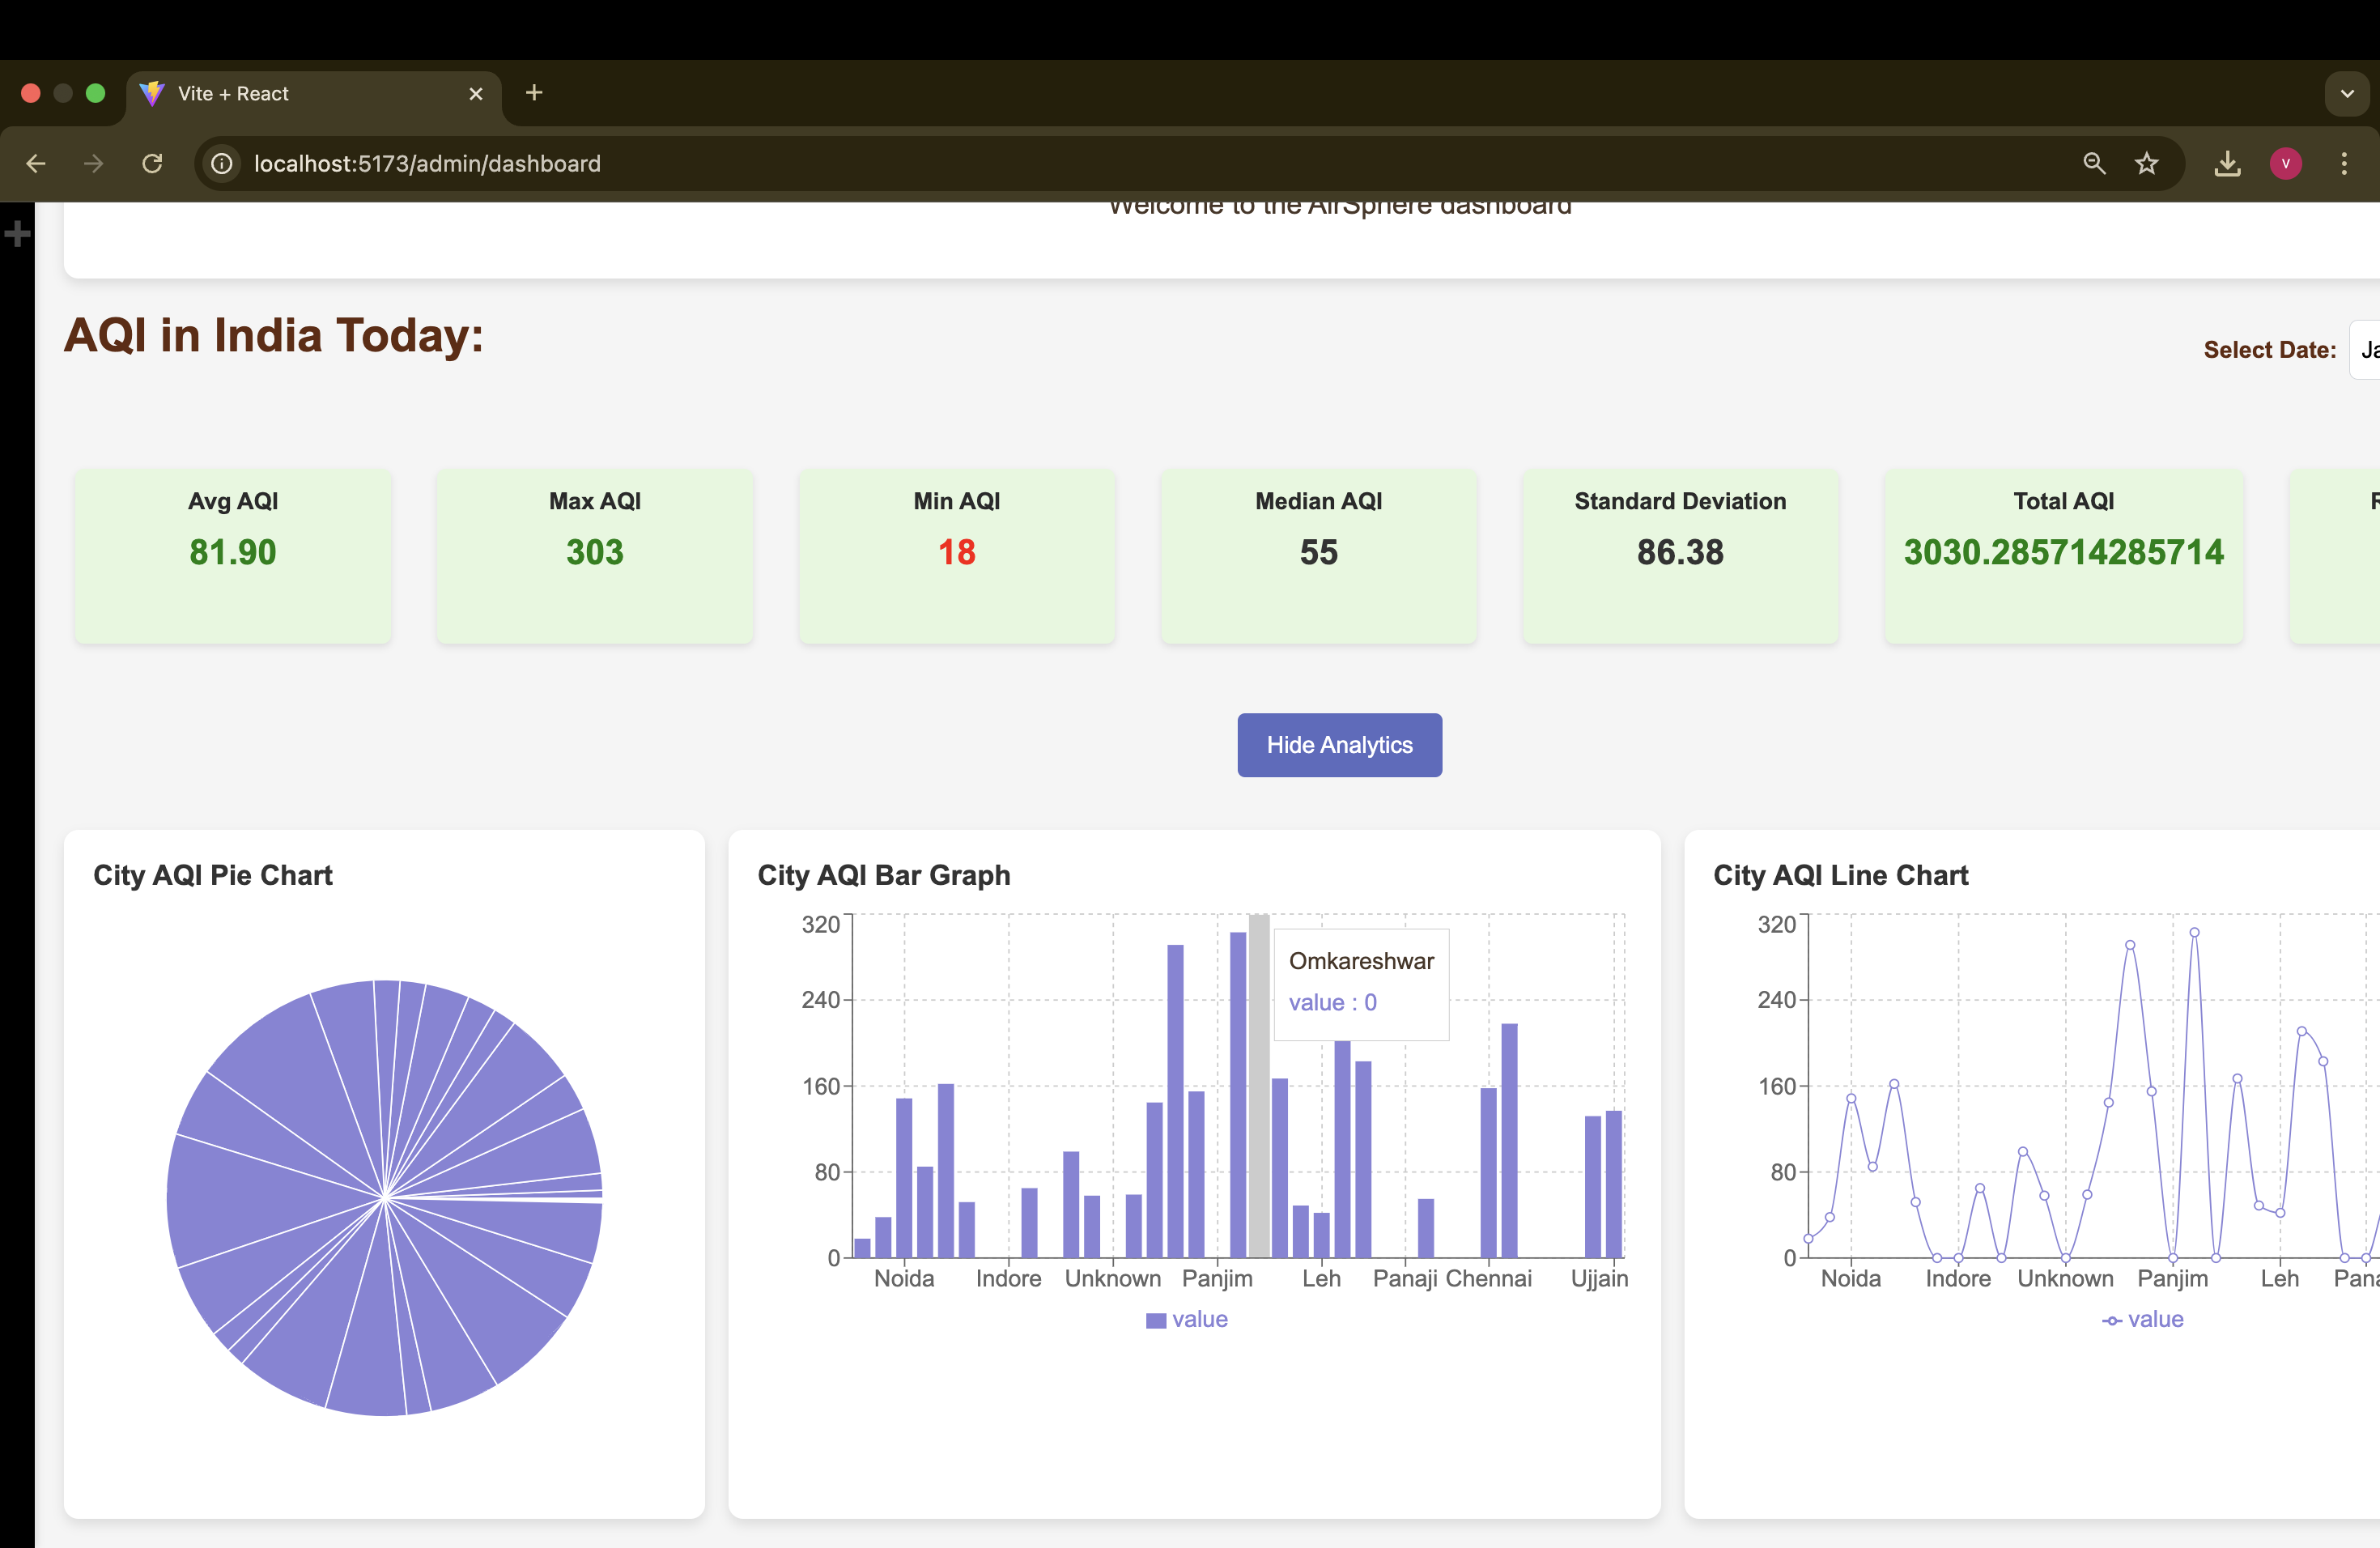 Vite + React
localhost:5173/admin/dashboard
V
Welcome to the AirSphere dashboard
AQI in India Today:
Select Date:
Avg AQI
81.90
Max AQI
303
Min AQI
18
Median AQI
55
Standard Deviation
86.38
Total AQI
3030.285714285714
Hide Analytics
City AQI Pie Chart
City AQI Bar Graph
320
240
160
80
0
Omkareshwar
value : 0
Noida Indore Unknown Panjim Leh Panaji Chennai Ujjain
value
City AQI Line Chart
320
240
160
80
0
Noida Indore Unknown Panjim Leh
value